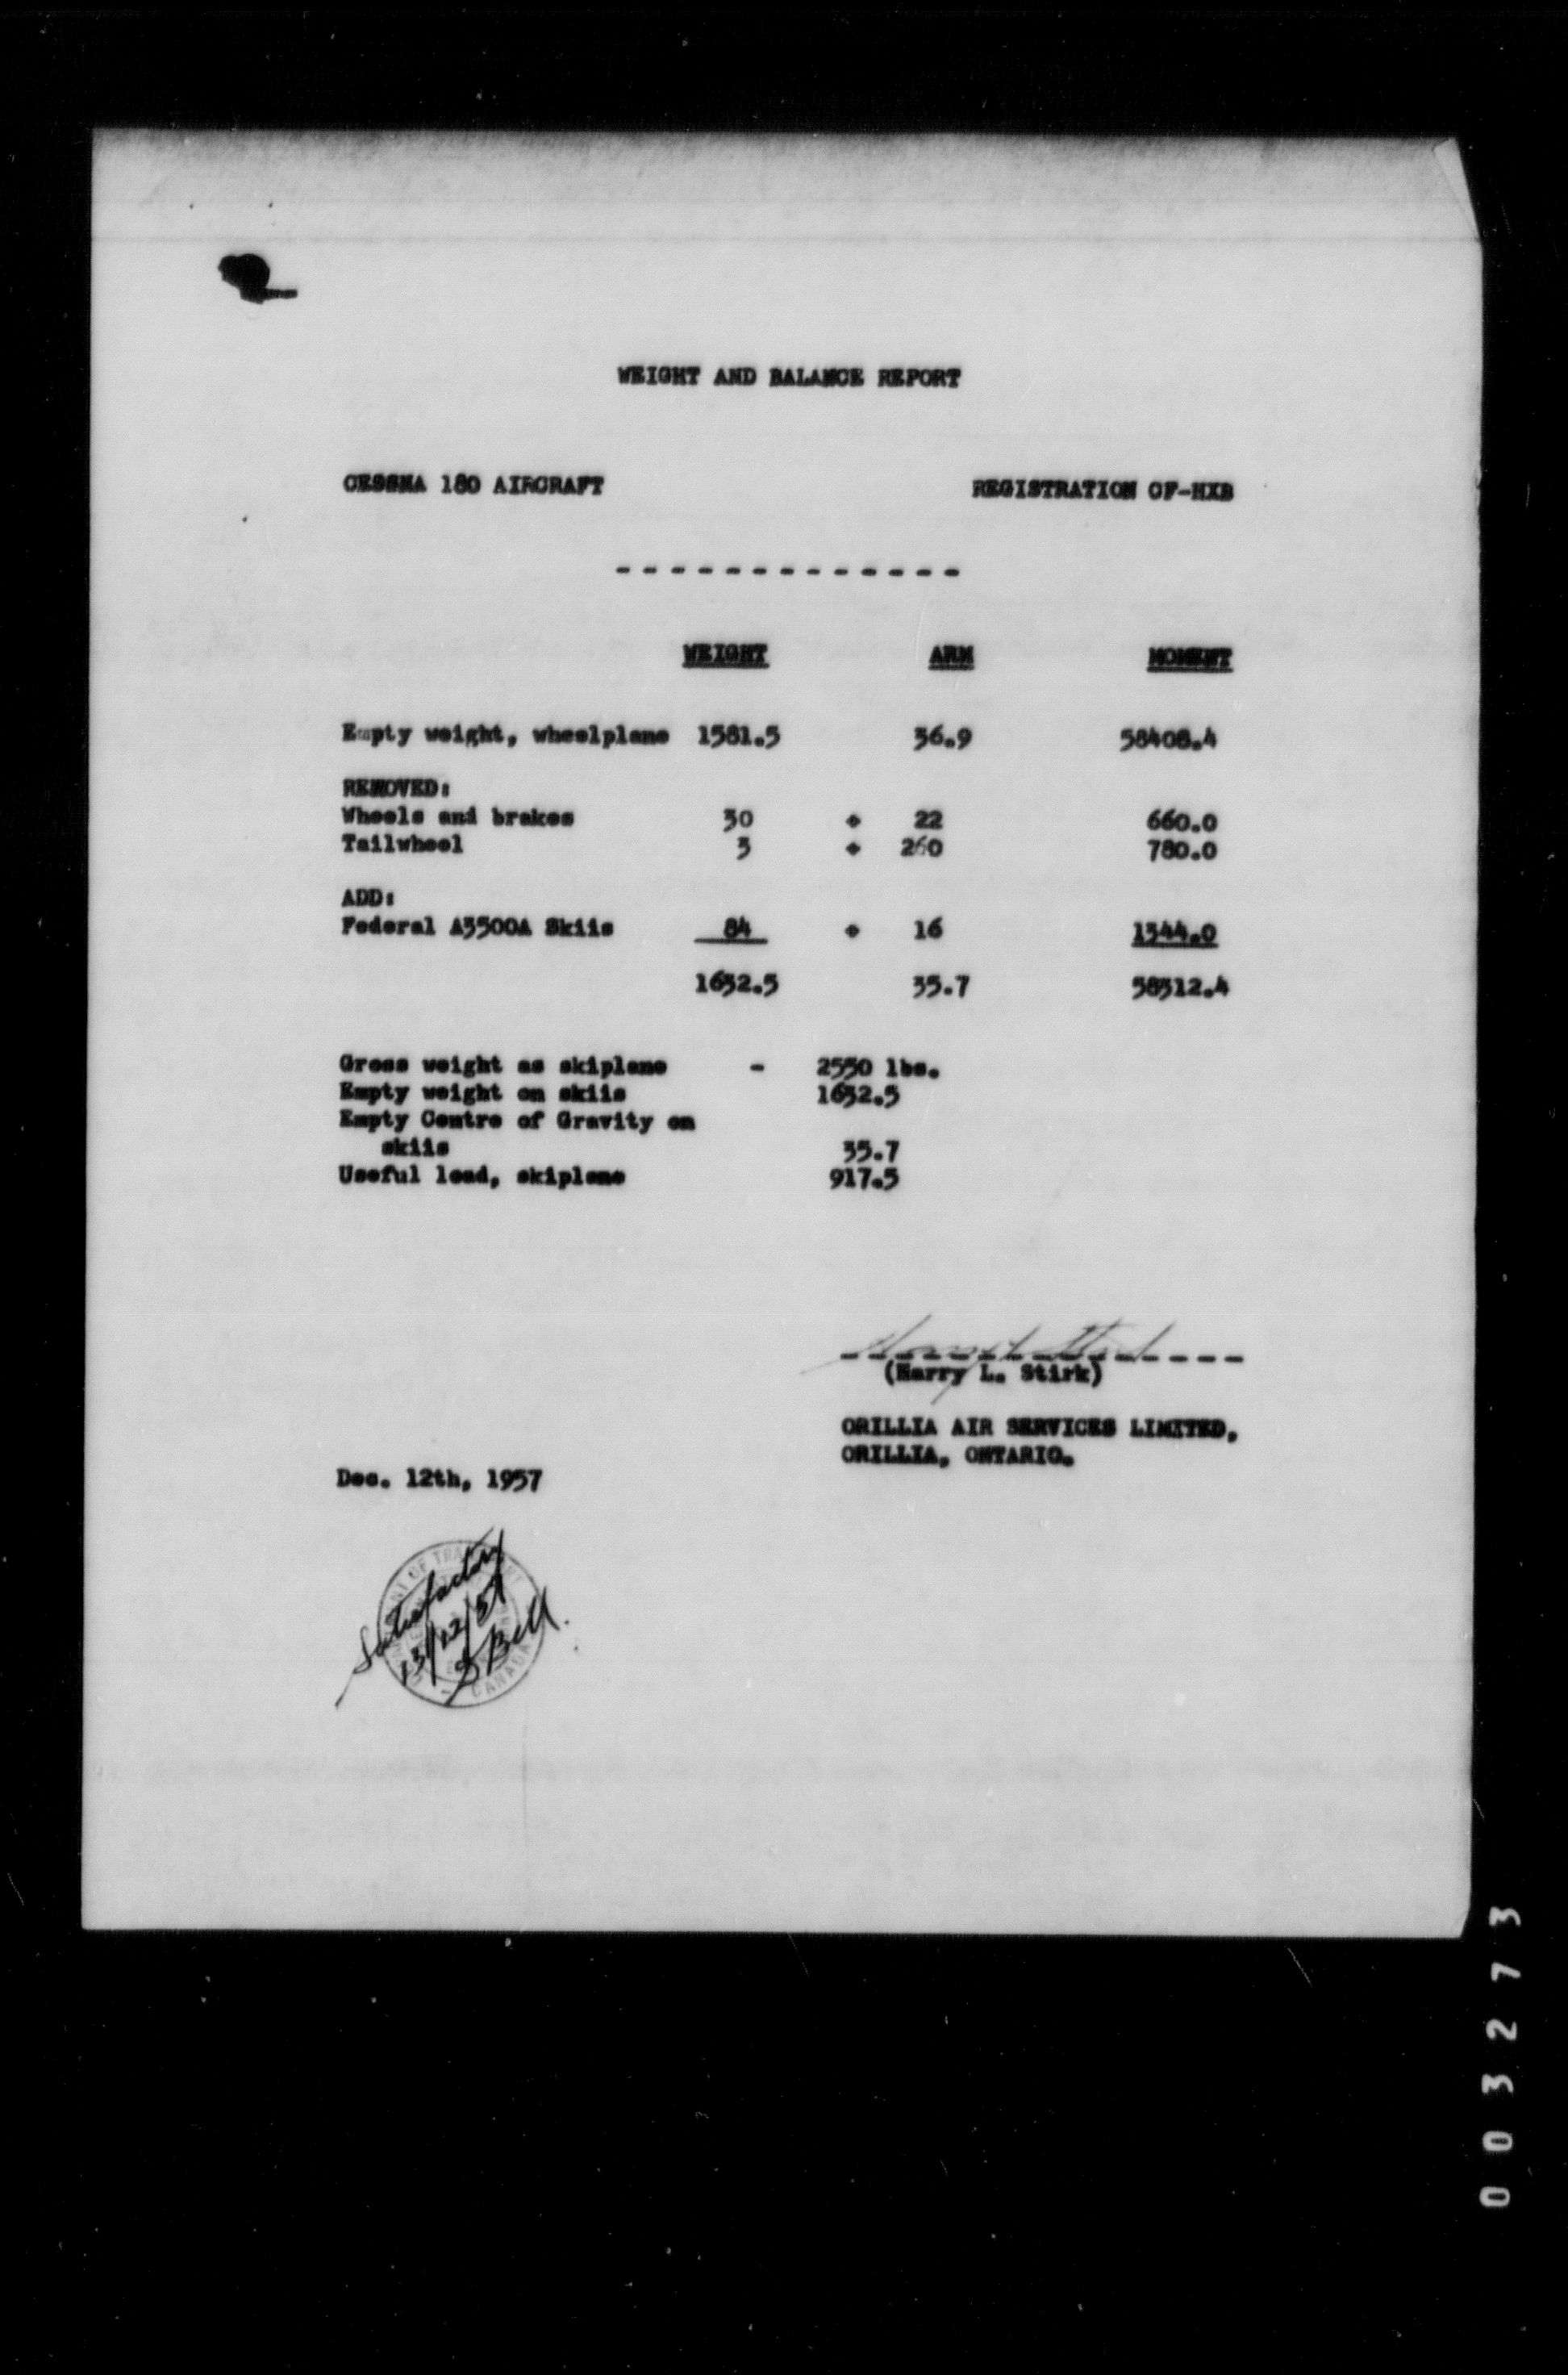 WEIGHT AND BALANCE REPORT
CESSNA 180 AIRCRAFT REGISTRATION CF-HXB
- - - - - - - - - - - - -
WEIGHT ARM MOMENT
Empty weight, wheelplane 1581.5 36.9 58408.4
REMOVED:
Wheels and brakes 30 + 22 660.0
Tailwheel 3 + 260 780.0
ADD:
Federal A3500A Skiis 84 + 16 1344.0
1632.5 35.7 58312.4
Gross weight as skiplane - 2550 lbs.
Empty weight on skiis 1632.5
Empty Centre of Gravity on
skiis 35.7
Useful load, skiplane 917.5
(Harry L. Stirk)
ORILLIA AIR SERVICES LIMITED,
ORILLIA, ONTARIO.
Dec. 12th, 1957
Satisfactory
13/12/57
Bell
OF TRANSPORT
CANADA
003273